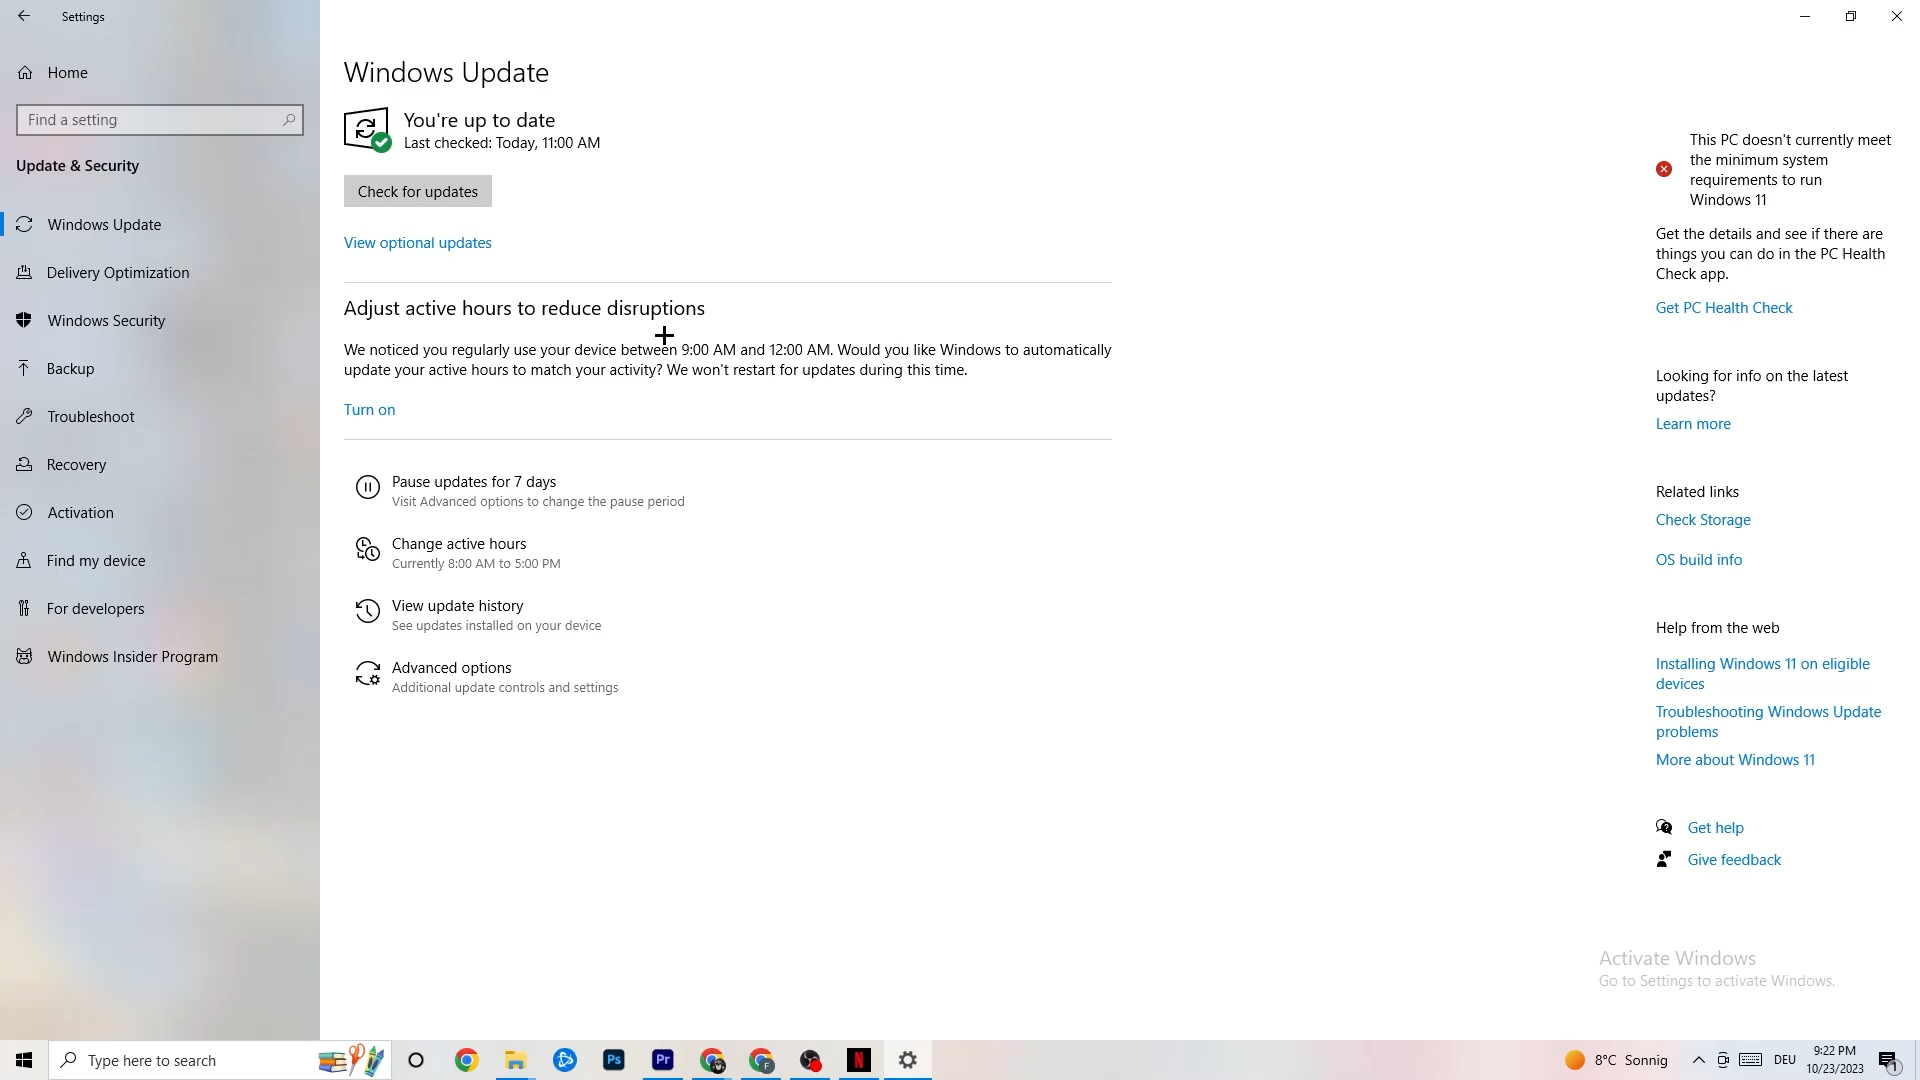 Settings
Home
Find a setting
Update & Security
Windows Update
Delivery Optimization
Windows Security
Backup
Troubleshoot
Recovery
Activation
Find my device
For developers
Windows Insider Program
Windows Update
You're up to date
Last checked: Today, 11:00 AM
Check for updates
View optional updates
Adjust active hours to reduce disruptions
We noticed you regularly use your device between 9:00 AM and 12:00 AM. Would you like Windows to automatically
update your active hours to match your activity? We won't restart for updates during this time.
Turn on
Pause updates for 7 days
Visit Advanced options to change the pause period
Change active hours
Currently 8:00 AM to 5:00 PM
View update history
See updates installed on your device
Advanced options
Additional update controls and settings
This PC doesn't currently meet
the minimum system
requirements to run
Windows 11
Get the details and see if there are
things you can do in the PC Health
Check app.
Get PC Health Check
Looking for info on the latest
updates?
Learn more
Related links
Check Storage
OS build info
Help from the web
Installing Windows 11 on eligible
devices
Troubleshooting Windows Update
problems
More about Windows 11
Get help
Give feedback
Activate Windows
Go to Settings to activate Windows.
Type here to search
Ps
Pr
F
N
8°C Sonnig
DEU
9:22 PM
10/23/2023
1